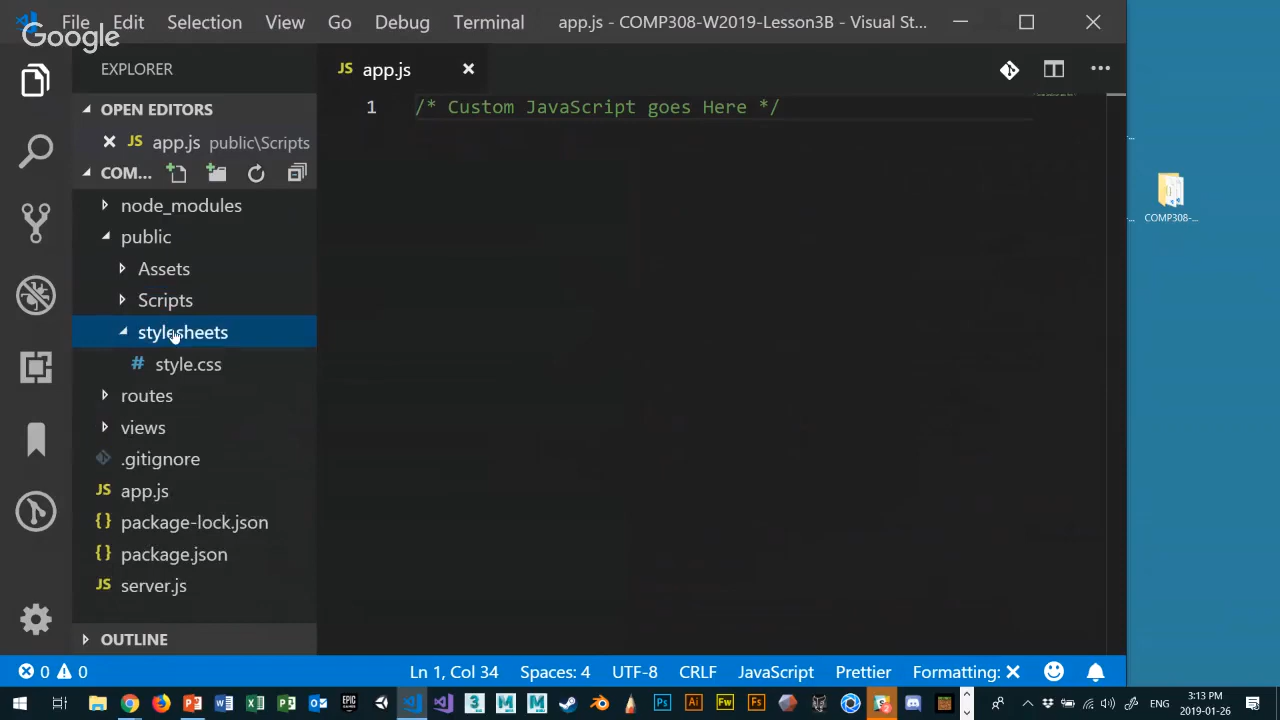 File Edit Selection View Go Debug Terminal app.js - COMP308-W2019-Lesson3B - Visual St...
Google
EXPLORER
JS app.js
OPEN EDITORS
JS app.js public\Scripts
COM...
node_modules
public
Assets
Scripts
stylesheets
# style.css
routes
views
.gitignore
JS app.js
{ } package-lock.json
{ } package.json
JS server.js
OUTLINE
1 /* Custom JavaScript goes Here */
COMP308-...
0 0 Ln 1, Col 34 Spaces: 4 UTF-8 CRLF JavaScript Prettier Formatting:
ENG
3:13 PM
2019-01-26